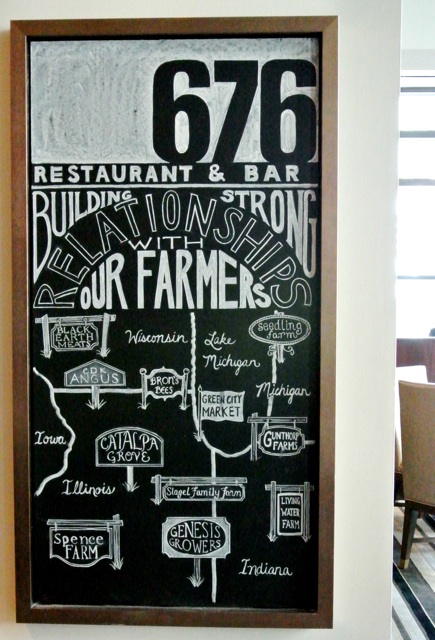 676
RESTAURANT & BAR
BUILDING STRONG
RELATIONSHIPS
WITH
OUR FARMERS
BLACK
EARTH
MEATS
Wisconsin
Lake
Michigan
Seedling
farm
GDK
ANGUS
BRON'S
BEES
Michigan
GREEN CITY
MARKET
Iowa
CATALPA
GROVE
GUNTHORP
FARMS
Illinois
Slagel Family Farm
LIVING
WATER
FARM
Spence
FARM
GENESIS
GROWERS
Indiana